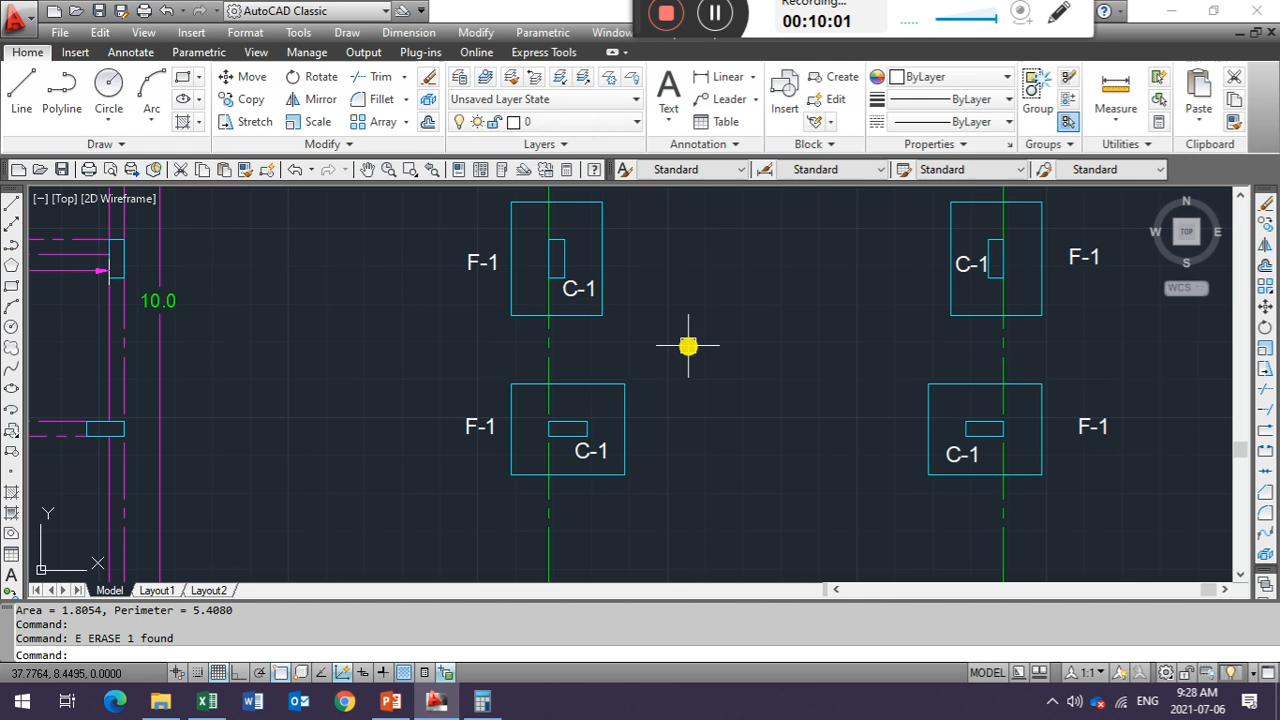 AutoCAD Classic
Recording...
00:10:01
File Edit View Insert Format Tools Draw Dimension Modify Parametric Window
Home Insert Annotate Parametric View Manage Output Plug-ins Online Express Tools
Line Polyline Circle Arc
Move Rotate Trim
Copy Mirror Fillet
Stretch Scale Array
Unsaved Layer State
0
Text
Linear
Leader
Table
Insert
Create
Edit
ByLayer
ByLayer
ByLayer
Group
Measure
Paste
Draw Modify Layers Annotation Block Properties Groups Utilities Clipboard
Standard Standard Standard Standard
[−] [Top] [2D Wireframe]
N
W TOP E
S
WCS
F-1
C-1
C-1
F-1
10.0
F-1
C-1
C-1
F-1
Y
X
Model Layout1 Layout2
Area = 1.8054, Perimeter = 5.4080
Command:
Command: E ERASE 1 found
Command:
37.7764, 8.4495, 0.0000
MODEL
1:1
ENG
9:28 AM
2021-07-06